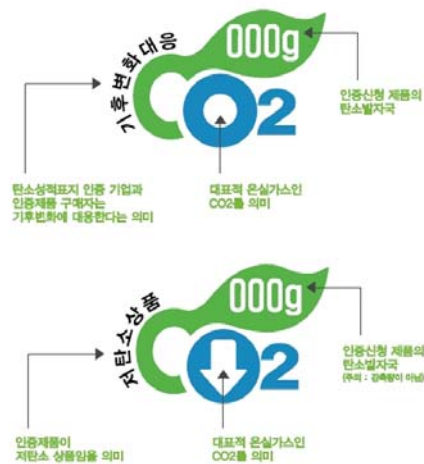 기후변화대응
000g
CO2
인증신청 제품의
탄소발자국
탄소성적표지 인증 기업과
인증제품 구매자는
기후변화에 대응한다는 의미
대표적 온실가스인
CO2를 의미
저탄소상품
000g
CO2
인증신청 제품의
탄소발자국
(주의 : 감축량이 아님)
인증제품이
저탄소 상품임을 의미
대표적 온실가스인
CO2를 의미